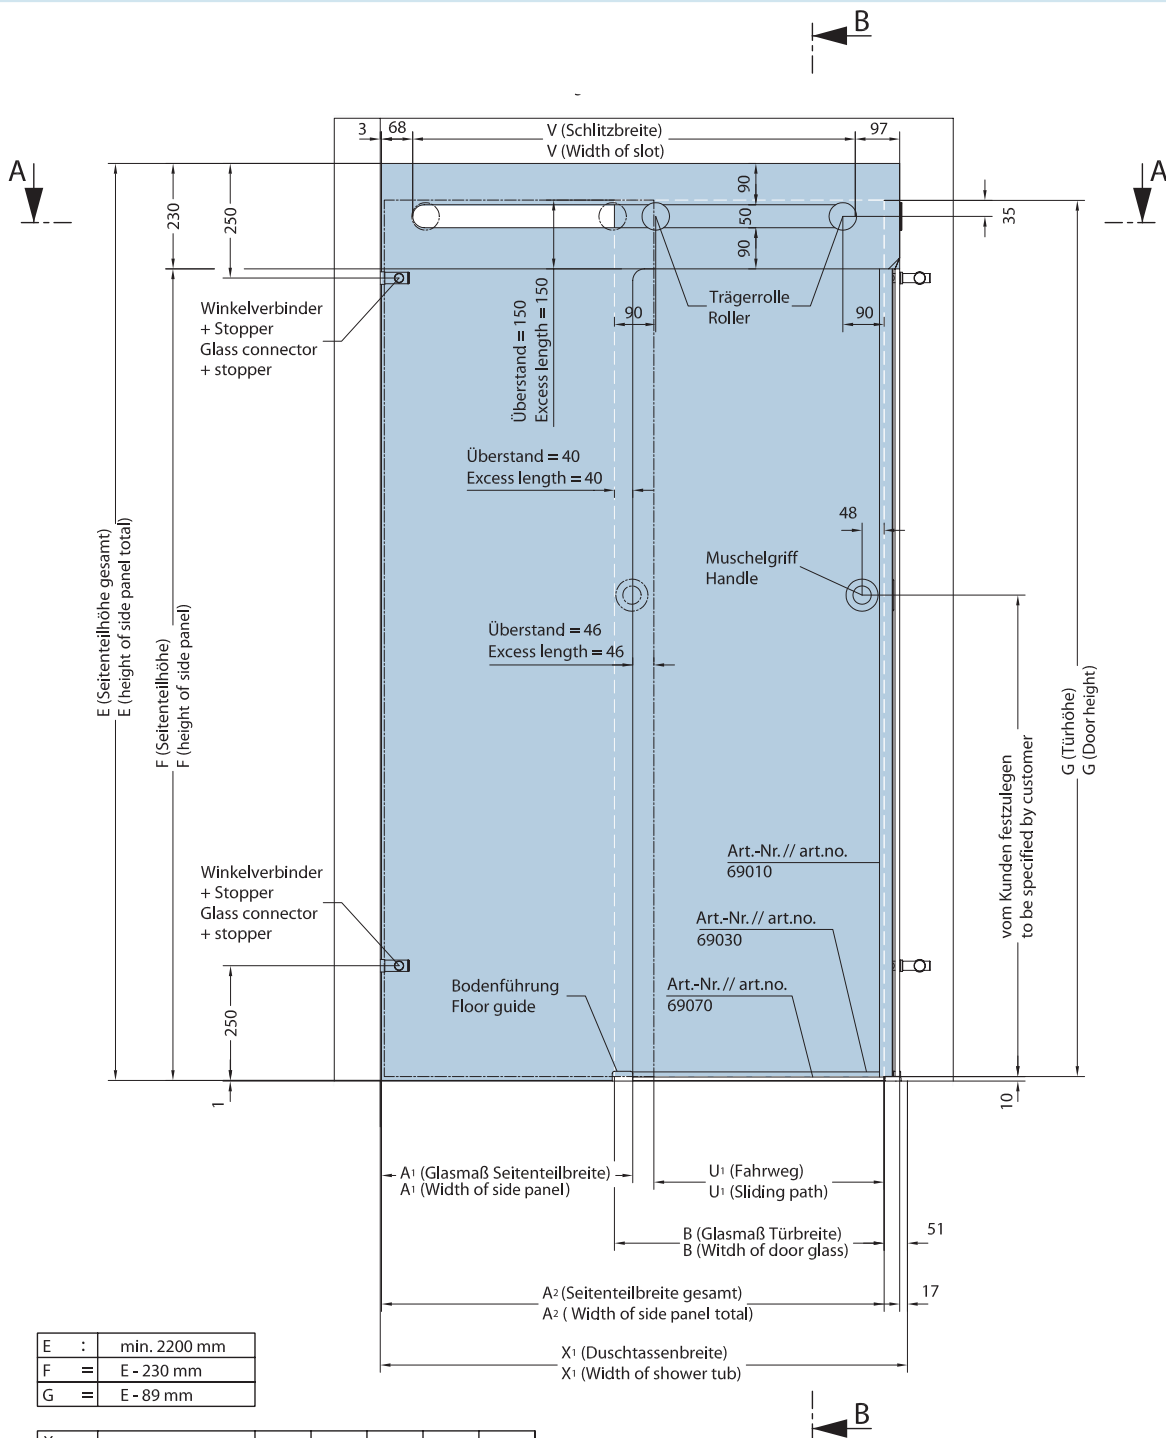 B
3
68
V (Schlitzbreite)
V (Width of slot)
97
A
A
230
250
90
50
90
35
Winkelverbinder
+ Stopper
Glass connector
+ stopper
Überstand = 150
Excess length = 150
90
Trägerrolle
Roller
90
Überstand = 40
Excess length = 40
48
Muschelgriff
Handle
Überstand = 46
Excess length = 46
E (Seitenteilhöhe gesamt)
E (height of side panel total)
F (Seitenteilhöhe)
F (height of side panel)
G (Türhöhe)
G (Door height)
vom Kunden festzulegen
to be specified by customer
Art.-Nr. // art.no.
69010
Winkelverbinder
+ Stopper
Glass connector
+ stopper
Art.-Nr. // art.no.
69030
Bodenführung
Floor guide
Art.-Nr. // art.no.
69070
250
1
10
A1 (Glasmaß Seitenteilbreite)
A1 (Width of side panel)
U1 (Fahrweg)
U1 (Sliding path)
B (Glasmaß Türbreite)
B (Witdh of door glass)
51
A2 (Seitenteilbreite gesamt)
A2 ( Width of side panel total)
17
X1 (Duschtassenbreite)
X1 (Width of shower tub)
E : min. 2200 mm
F = E - 230 mm
G = E - 89 mm
B